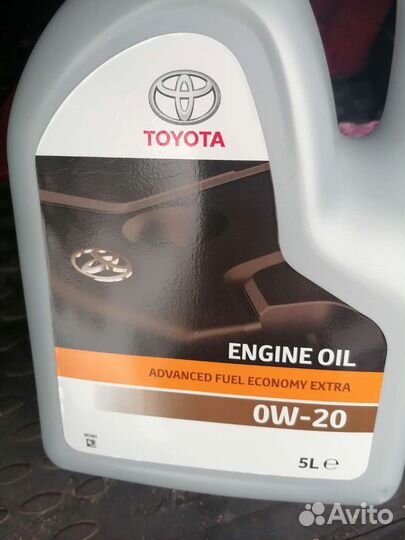 TOYOTA
ENGINE OIL
ADVANCED FUEL ECONOMY EXTRA
0W-20
5L ℮
Avito